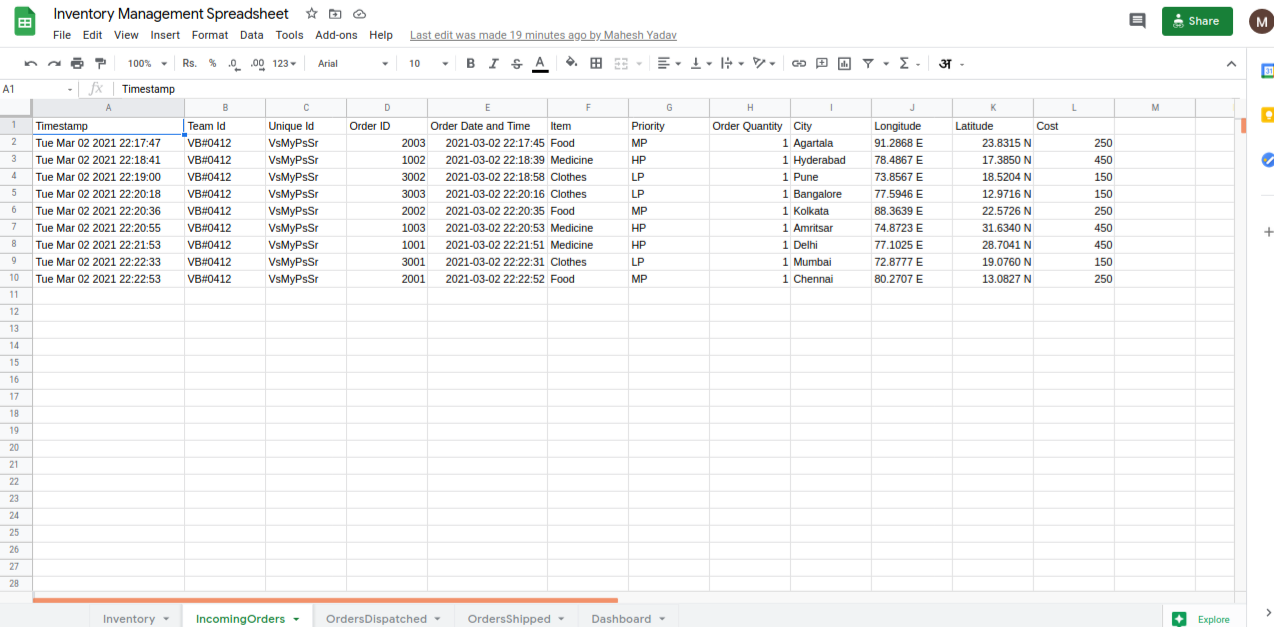 Inventory Management Spreadsheet
File Edit View Insert Format Data Tools Add-ons Help Last edit was made 19 minutes ago by Mahesh Yadav
Share
M
100% Rs. % .0 .00 123 Arial 10 B I S A Σ अ
31
A1 fx Timestamp
A B C D E F G H I J K L M
1 Timestamp Team Id Unique Id Order ID Order Date and Time Item Priority Order Quantity City Longitude Latitude Cost
2 Tue Mar 02 2021 22:17:47 VB#0412 VsMyPsSr 2003 2021-03-02 22:17:45 Food MP 1 Agartala 91.2868 E 23.8315 N 250
3 Tue Mar 02 2021 22:18:41 VB#0412 VsMyPsSr 1002 2021-03-02 22:18:39 Medicine HP 1 Hyderabad 78.4867 E 17.3850 N 450
4 Tue Mar 02 2021 22:19:00 VB#0412 VsMyPsSr 3002 2021-03-02 22:18:58 Clothes LP 1 Pune 73.8567 E 18.5204 N 150
5 Tue Mar 02 2021 22:20:18 VB#0412 VsMyPsSr 3003 2021-03-02 22:20:16 Clothes LP 1 Bangalore 77.5946 E 12.9716 N 150
6 Tue Mar 02 2021 22:20:36 VB#0412 VsMyPsSr 2002 2021-03-02 22:20:35 Food MP 1 Kolkata 88.3639 E 22.5726 N 250
7 Tue Mar 02 2021 22:20:55 VB#0412 VsMyPsSr 1003 2021-03-02 22:20:53 Medicine HP 1 Amritsar 74.8723 E 31.6340 N 450
8 Tue Mar 02 2021 22:21:53 VB#0412 VsMyPsSr 1001 2021-03-02 22:21:51 Medicine HP 1 Delhi 77.1025 E 28.7041 N 450
9 Tue Mar 02 2021 22:22:33 VB#0412 VsMyPsSr 3001 2021-03-02 22:22:31 Clothes LP 1 Mumbai 72.8777 E 19.0760 N 150
10 Tue Mar 02 2021 22:22:53 VB#0412 VsMyPsSr 2001 2021-03-02 22:22:52 Food MP 1 Chennai 80.2707 E 13.0827 N 250
11
12
13
14
15
16
17
18
19
20
21
22
23
24
25
26
27
28
Inventory IncomingOrders OrdersDispatched OrdersShipped Dashboard Explore